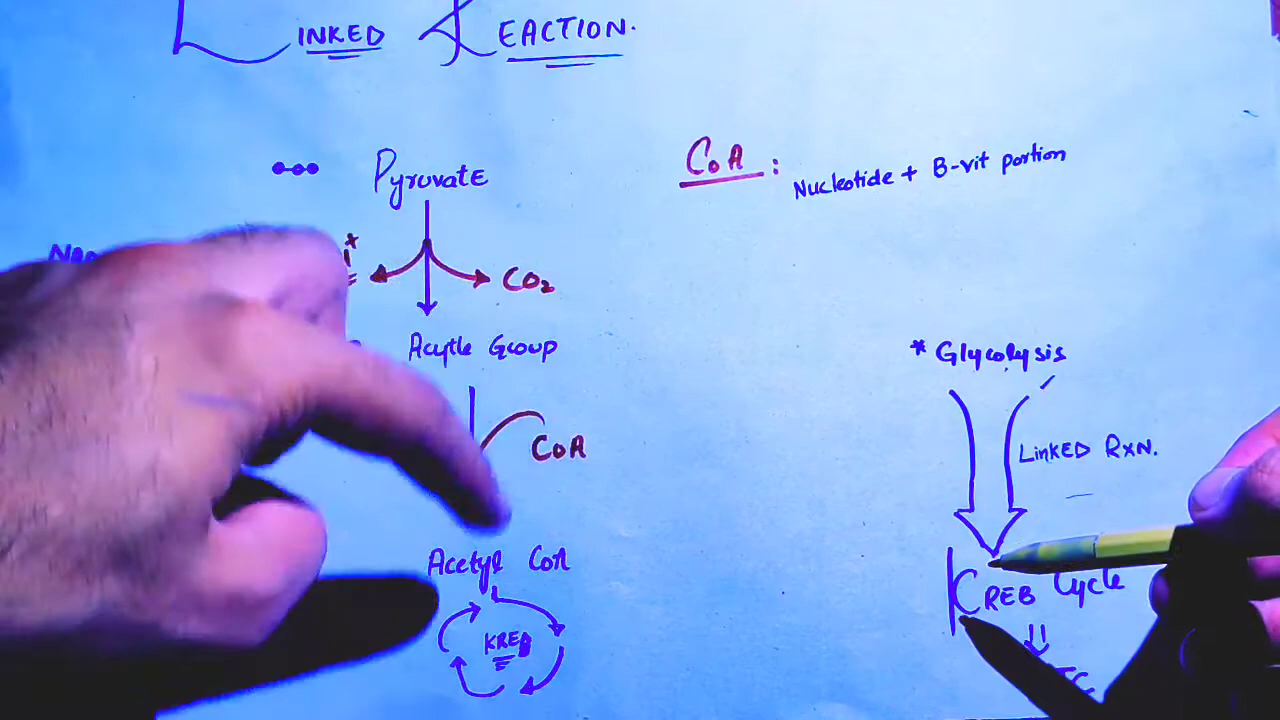 LINKED REACTION.
Pyruvate
CO₂
Acytle Group
CoA
Acetyl CoA
KREB
CoA : Nucleotide + B-vit portion
* Glycolysis
LINKED RXN.
KREB Cycle